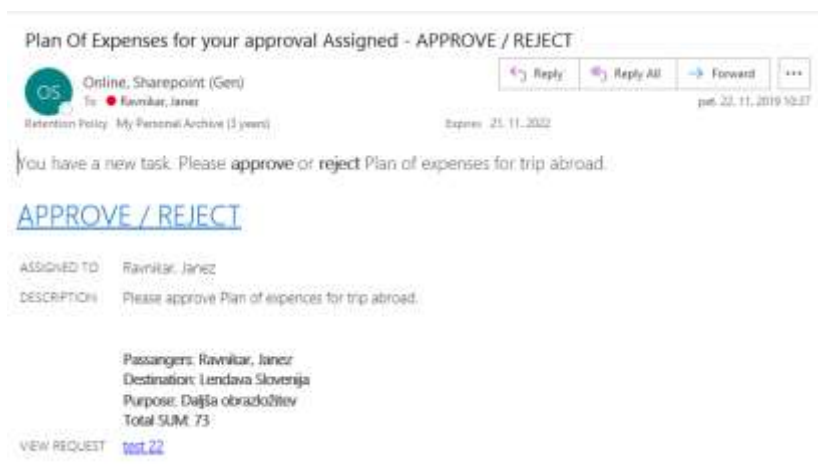 Plan Of Expenses for your approval Assigned - APPROVE / REJECT
Reply
Reply All
Forward
...
OS
Online, Sharepoint (Gen)
To Ravnikar, Janez
pet. 22. 11. 2019 10:37
Retention Policy My Personal Archive (3 years)
Expires 21. 11. 2022
You have a new task. Please approve or reject Plan of expenses for trip abroad.
APPROVE / REJECT
ASSIGNED TO Ravnikar, Janez
DESCRIPTION Please approve Plan of expences for trip abroad.
Passangers: Ravnikar, Janez
Destination: Lendava Slovenija
Purpose: Daljša obrazložitev
Total SUM: 73
VIEW REQUEST test 22